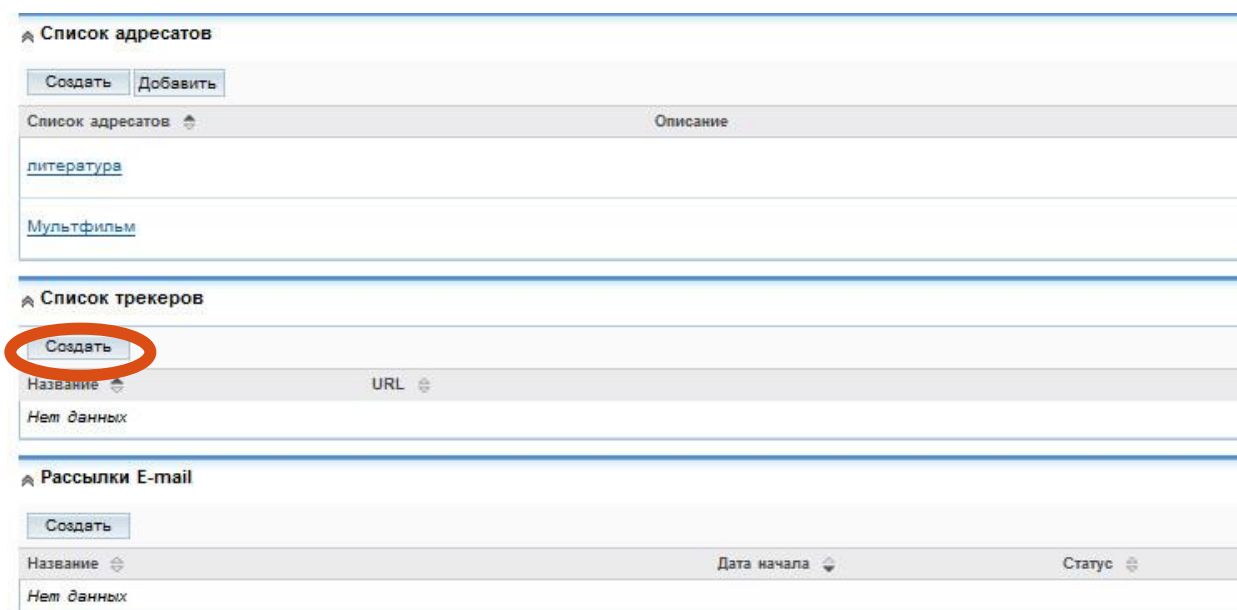 Список адресатов
Создать Добавить
Список адресатов Описание
литература
Мультфильм
Список трекеров
Создать
Название URL
Нет данных
Рассылки E-mail
Создать
Название Дата начала Статус
Нет данных